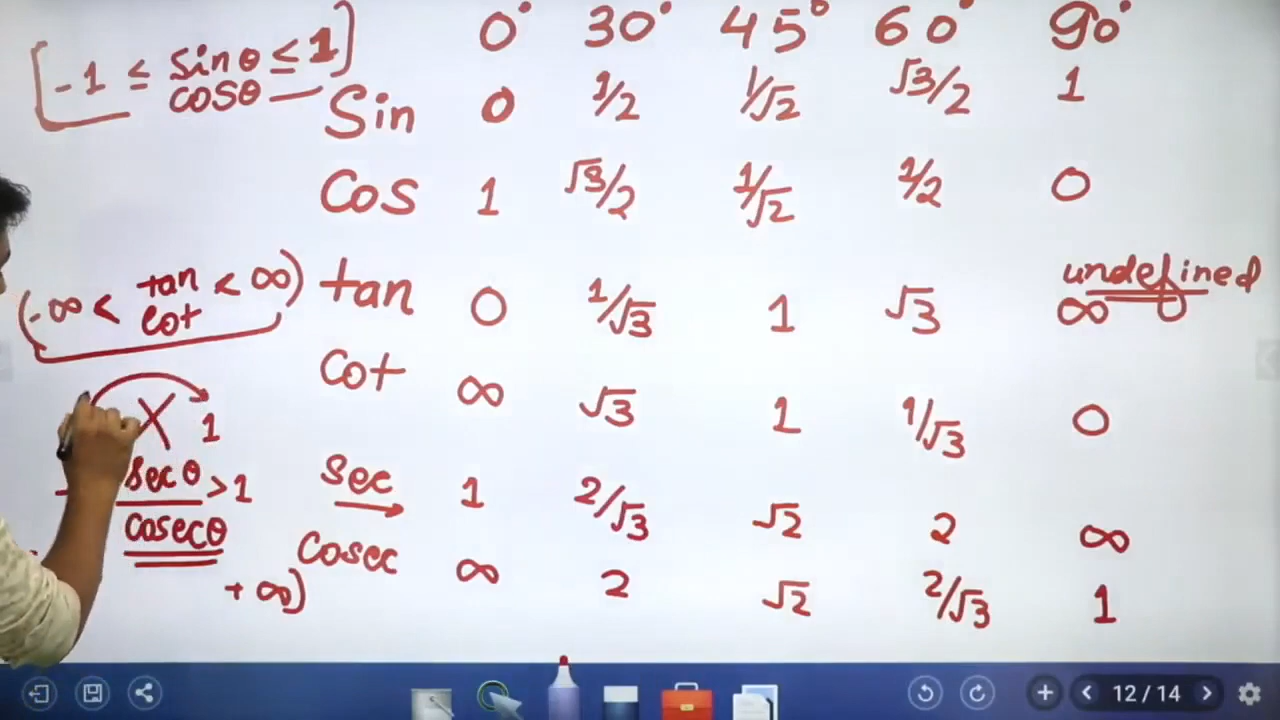 0° 30° 45° 60° 90°
[-1 ≤ sinθ ≤ 1]
cosθ
Sin 0 1/2 1/√2 √3/2 1
Cos 1 √3/2 1/√2 1/2 0
undefined
(-∞ < tan < ∞)
cot
tan 0 1/√3 1 √3 ∞
Cot ∞ √3 1 1/√3 0
1
secθ > 1
cosecθ
Sec 1 2/√3 √2 2 ∞
Cosec ∞ 2 √2 2/√3 1
+ ∞)
12 / 14